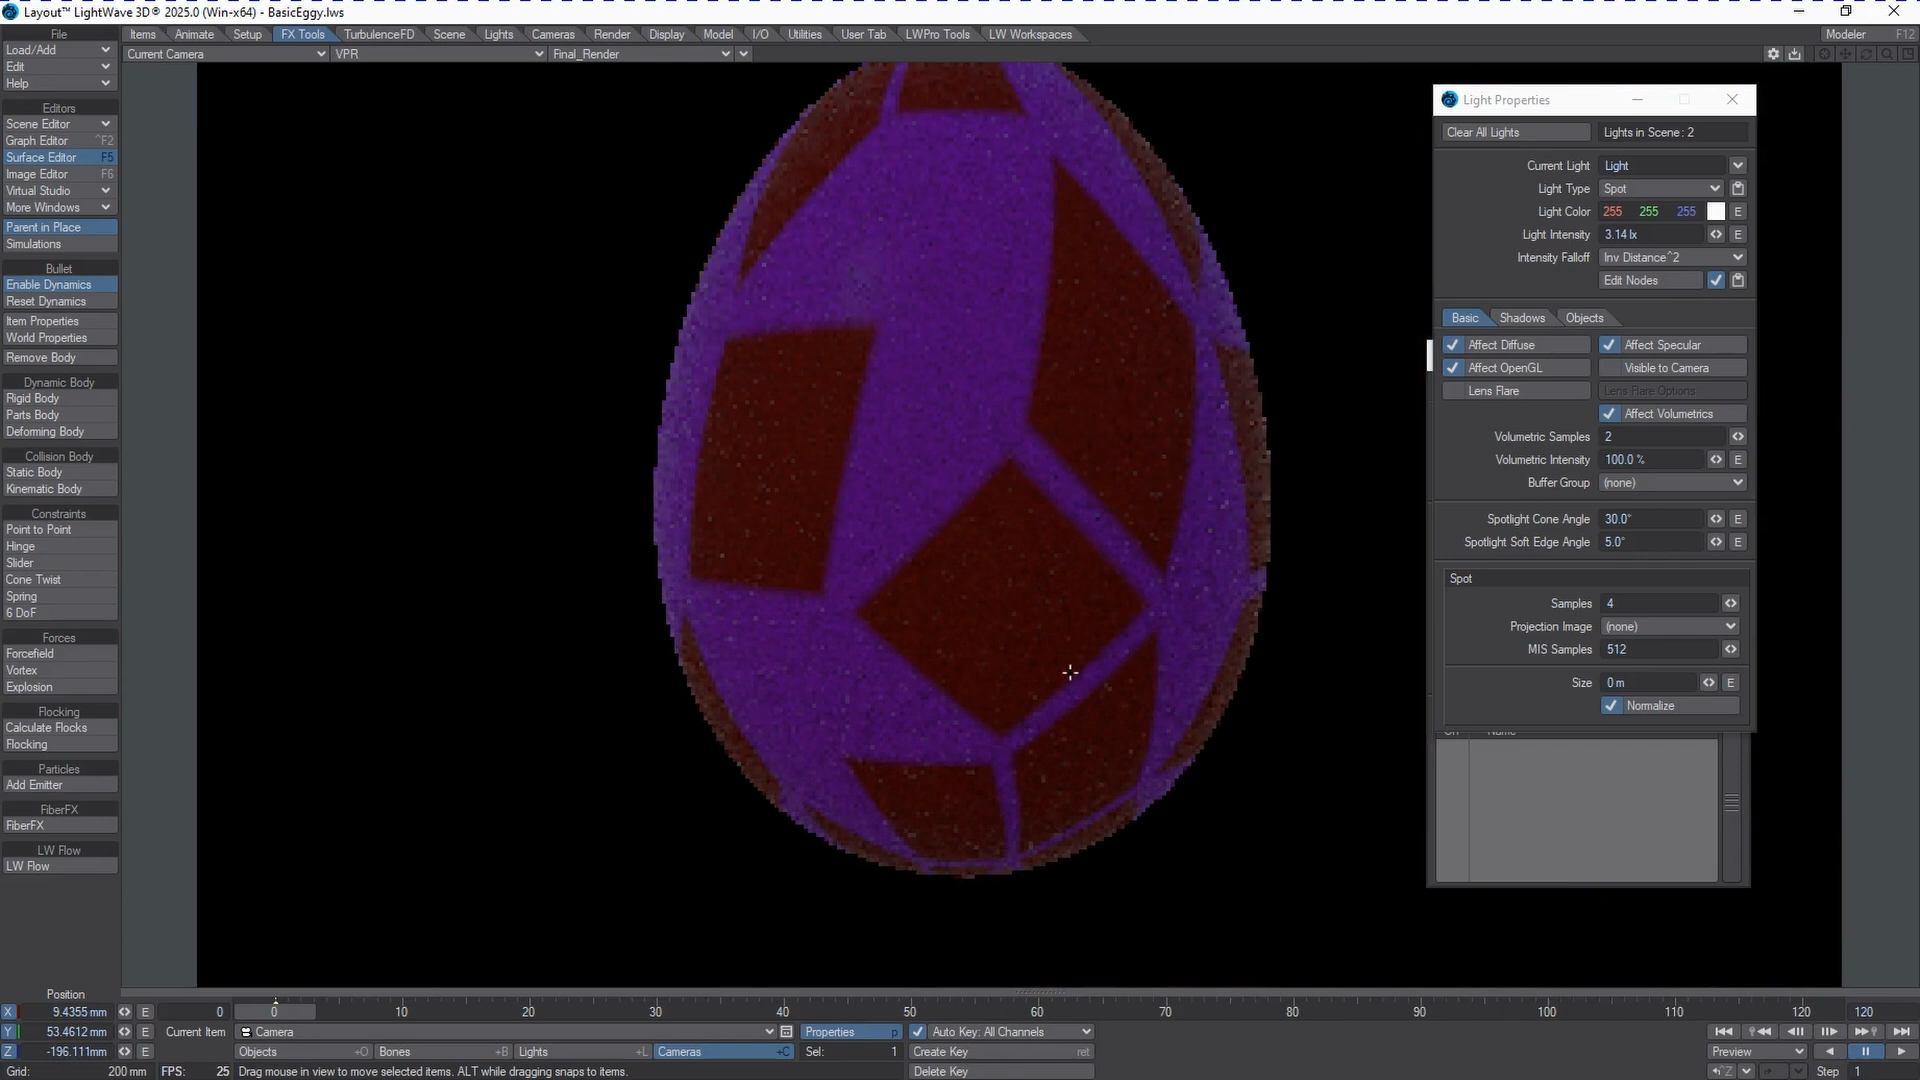 Layout™ LightWave 3D® 2025.0 (Win-x64) - BasicEggy.lws
File
Items Animate Setup FX Tools TurbulenceFD Scene Lights Cameras Render Display Model I/O Utilities User Tab LWPro Tools LW Workspaces
Modeler F12
Load/Add
Current Camera VPR Final_Render
Edit
Help
Editors
Scene Editor
Graph Editor ^F2
Surface Editor F5
Image Editor F6
Virtual Studio
More Windows
Parent in Place
Simulations
Bullet
Enable Dynamics
Reset Dynamics
Item Properties
World Properties
Remove Body
Dynamic Body
Rigid Body
Parts Body
Deforming Body
Collision Body
Static Body
Kinematic Body
Constraints
Point to Point
Hinge
Slider
Cone Twist
Spring
6 DoF
Forces
Forcefield
Vortex
Explosion
Flocking
Calculate Flocks
Flocking
Particles
Add Emitter
FiberFX
FiberFX
LW Flow
LW Flow
Light Properties
Clear All Lights Lights in Scene : 2
Current Light Light
Light Type Spot
Light Color 255 255 255 E
Light Intensity 3.14 lx E
Intensity Falloff Inv Distance^2
Edit Nodes
Basic Shadows Objects
Affect Diffuse Affect Specular
Affect OpenGL Visible to Camera
Lens Flare Lens Flare Options
Affect Volumetrics
Volumetric Samples 2
Volumetric Intensity 100.0 % E
Buffer Group (none)
Spotlight Cone Angle 30.0° E
Spotlight Soft Edge Angle 5.0° E
Spot
Samples 4
Projection Image (none)
MIS Samples 512
Size 0 m E
Normalize
Position
X 9.4355 mm E 0 0 10 20 30 40 50 60 70 80 90 100 110 120 120
Y 53.4612 mm E Current Item Camera Properties p Auto Key: All Channels
Z -196.111mm E Objects +O Bones +B Lights +L Cameras +C Sel: 1 Create Key ret Preview
Grid: 200 mm FPS: 25 Drag mouse in view to move selected items. ALT while dragging snaps to items. Delete Key ^Z Step 1